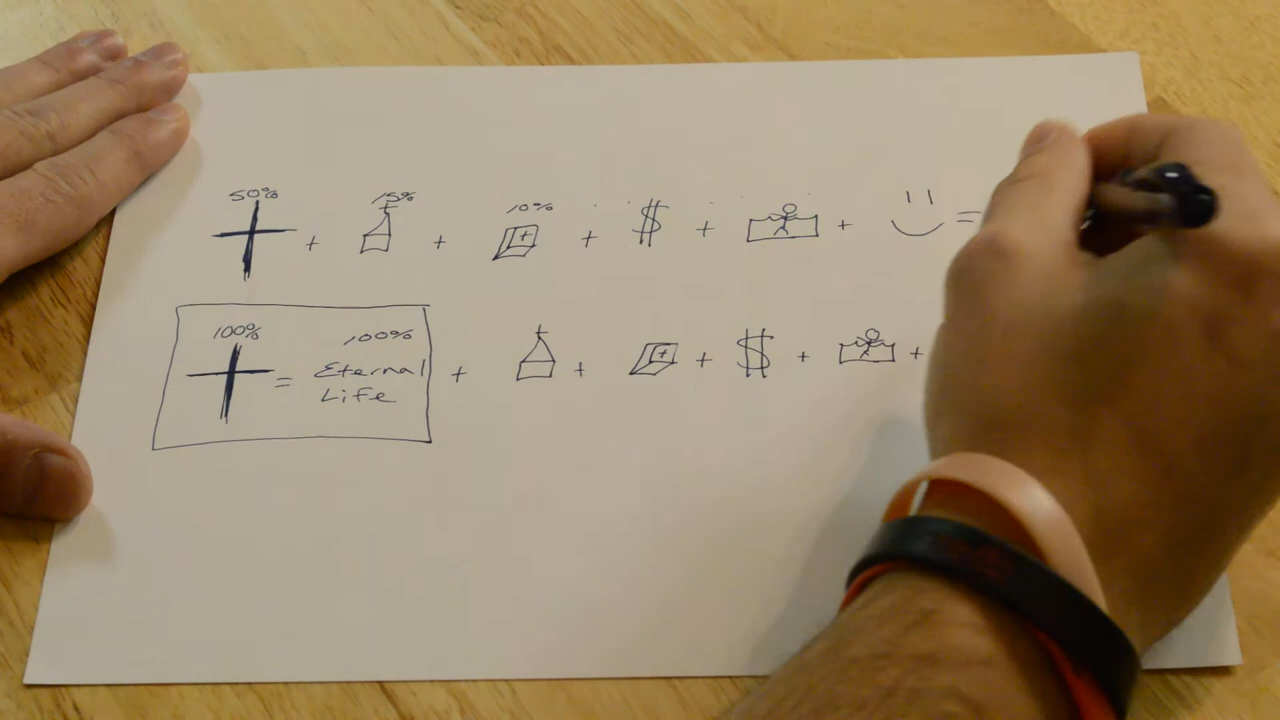 50% 15% 10%
+ + + $ + + =
100% 100%
= Eternal + + + $ + +
Life